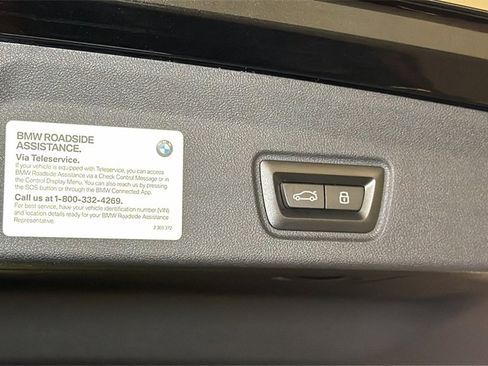 BMW ROADSIDE
ASSISTANCE.
Via Teleservice.
If your vehicle is equipped with Teleservice, you can access
BMW Roadside Assistance via a Check Control Message or in
the Control Display Menu. You can also reach us by pressing
the SOS button or through the BMW Connected App.
Call us at 1-800-332-4269.
For best service, have your vehicle identification number (VIN)
and location details ready for your BMW Roadside Assistance
Representative.